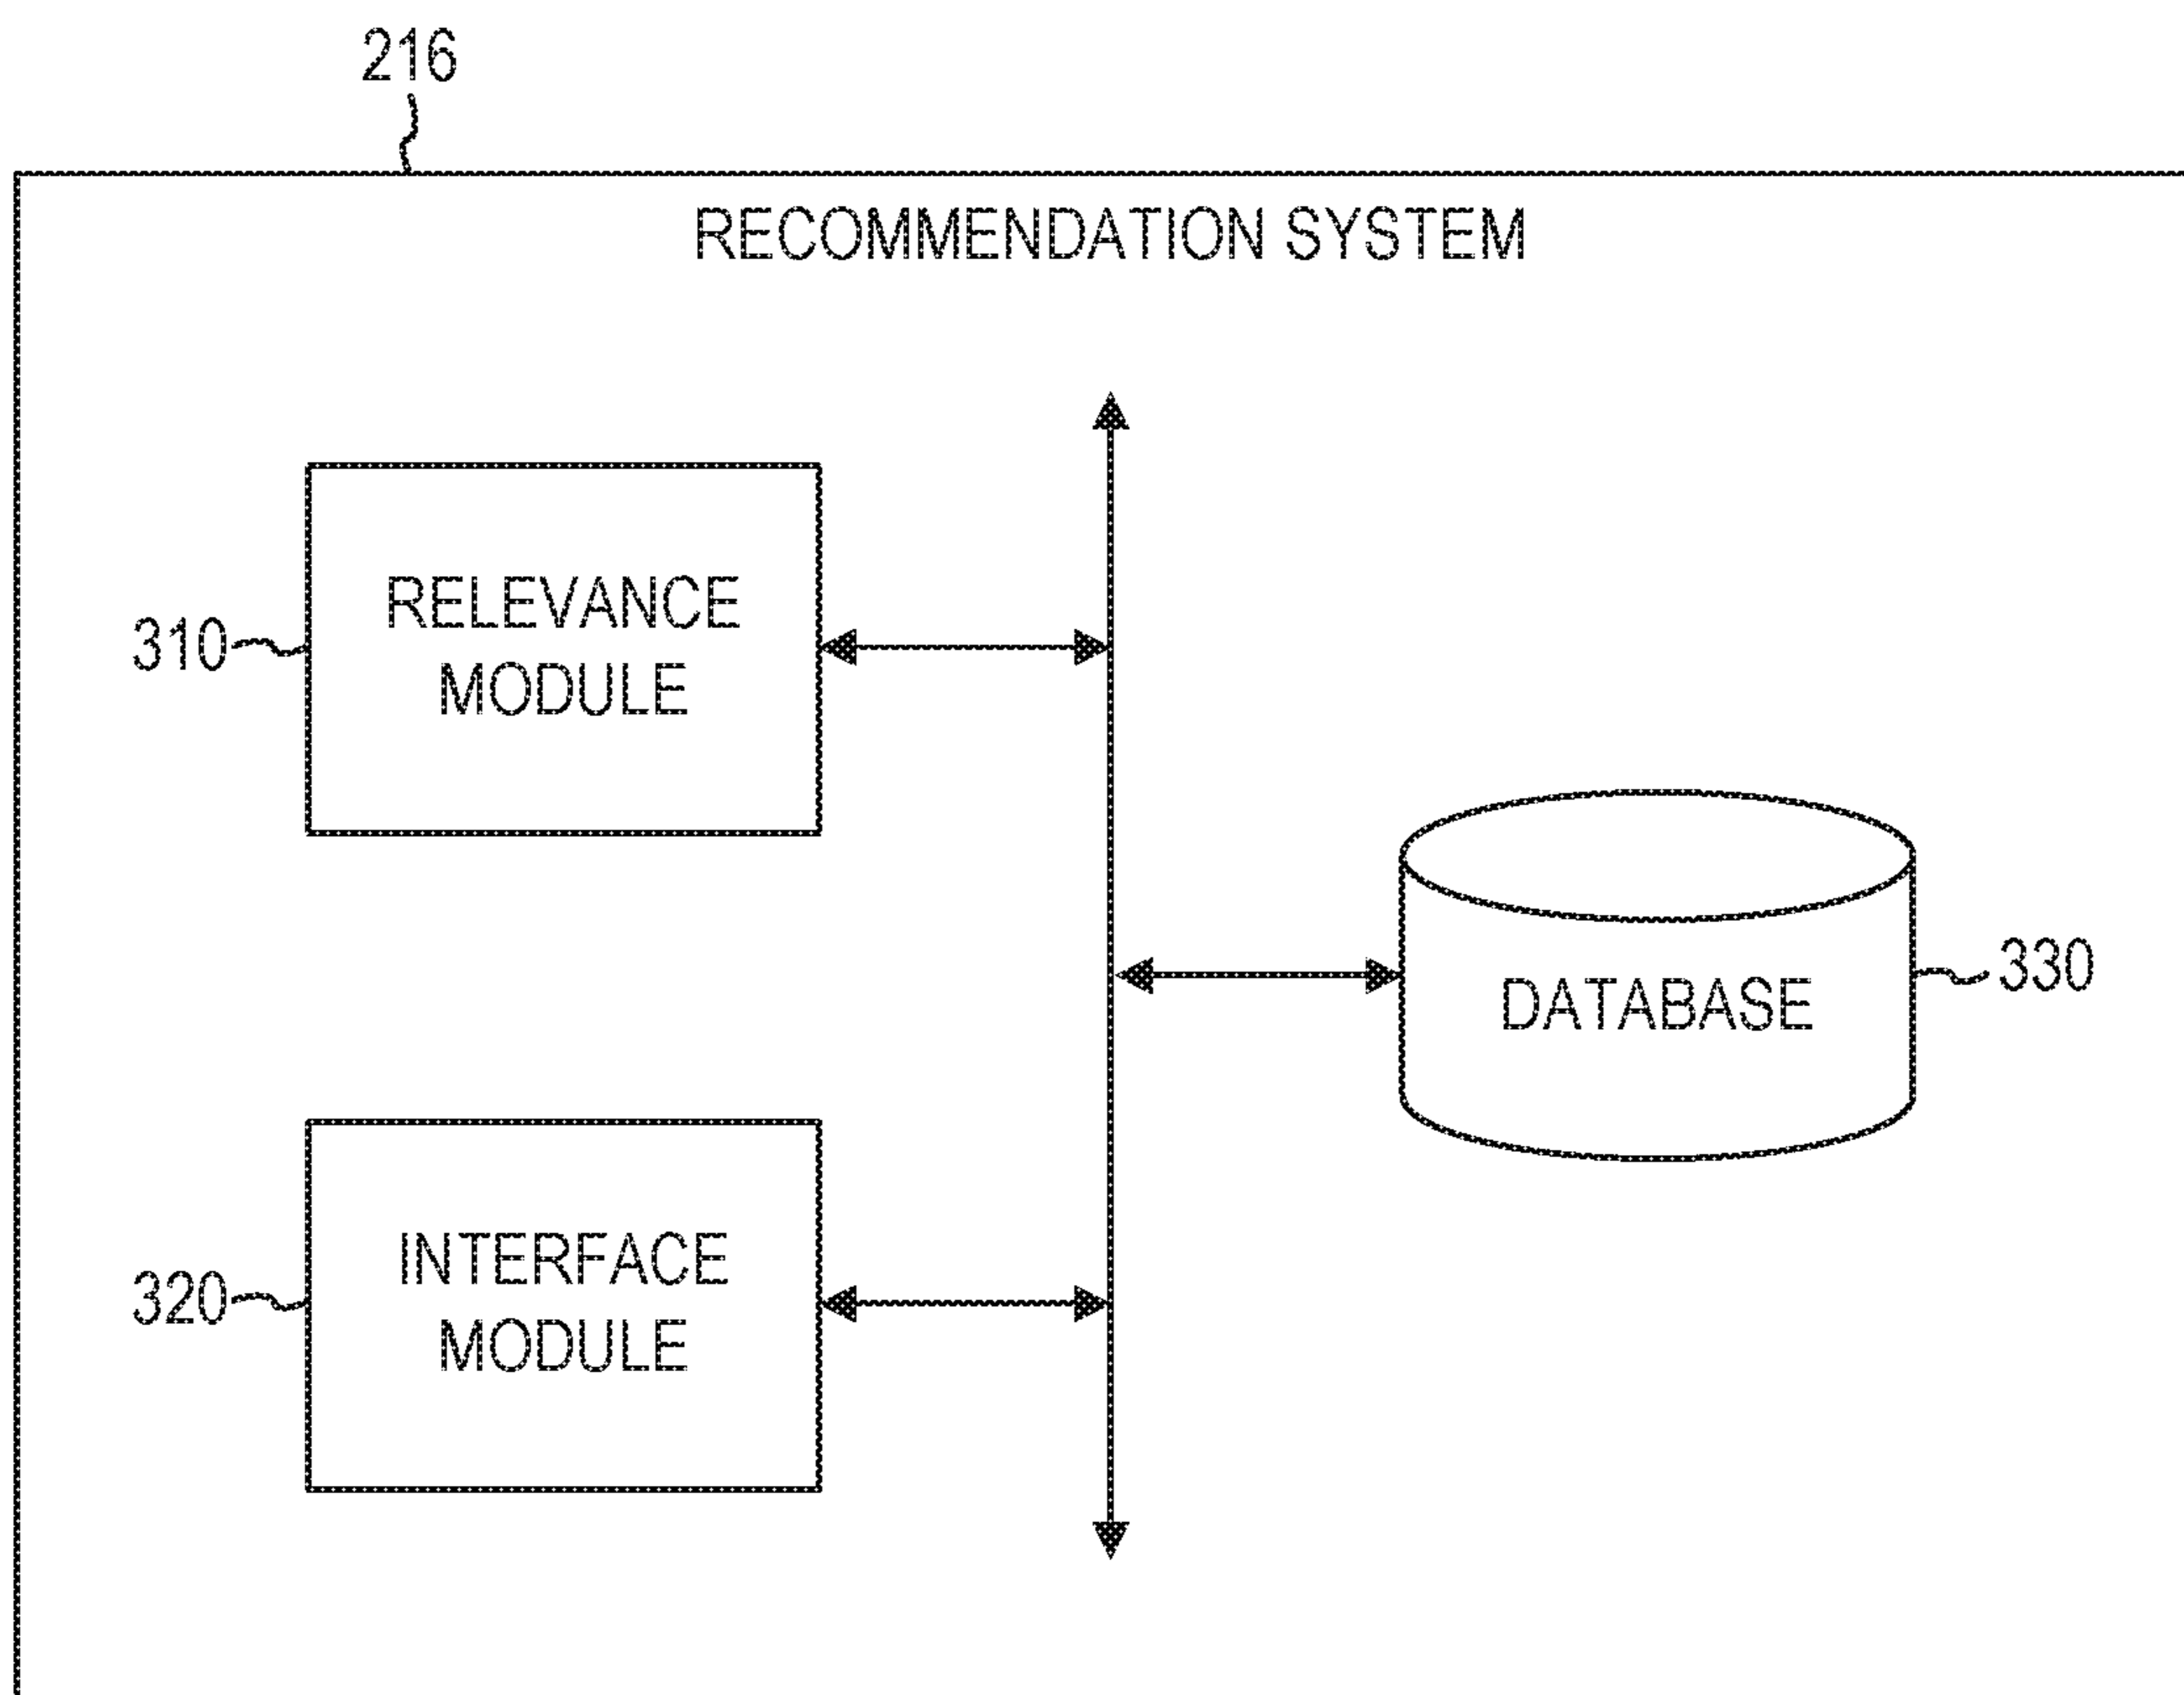 216
RECOMMENDATION SYSTEM
310
RELEVANCE
MODULE
DATABASE
330
320
INTERFACE
MODULE